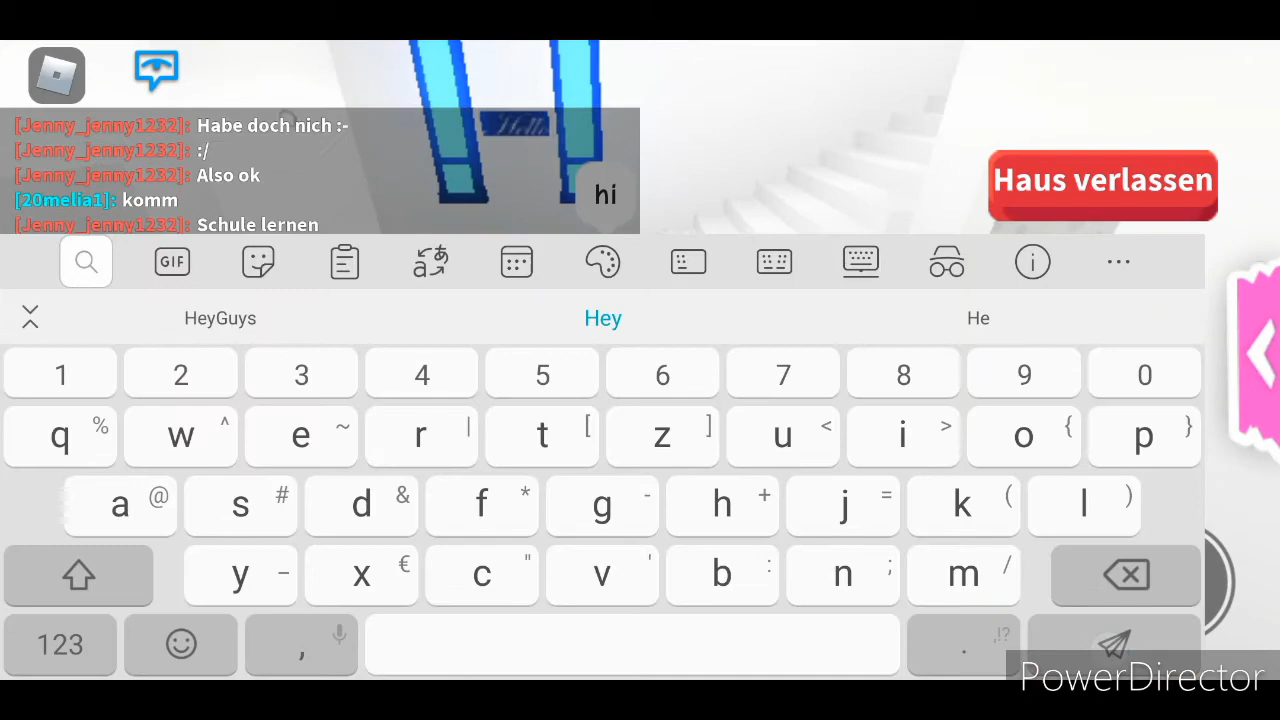 [Jenny_jenny1232]: Habe doch nich :-
[Jenny_jenny1232]: :/
[Jenny_jenny1232]: Also ok
[20melia1]: komm
[Jenny_jenny1232]: Schule lernen
Hello
hi
Haus verlassen
GIF
HeyGuys Hey He
1 2 3 4 5 6 7 8 9 0
q % w ^ e ~ r | t [ z ] u < i > o { p }
a @ s # d & f * g - h + j = k ( l )
y _ x € c " v ' b : n ; m /
123 , . ,!?
PowerDirector